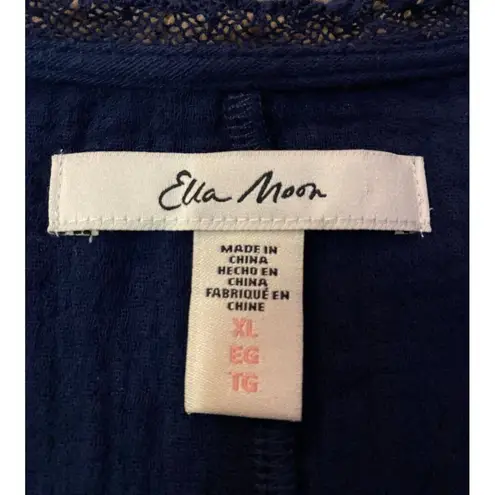 Ella Moon
MADE IN
CHINA
HECHO EN
CHINA
FABRIQUÉ EN
CHINE
XL
EG
TG